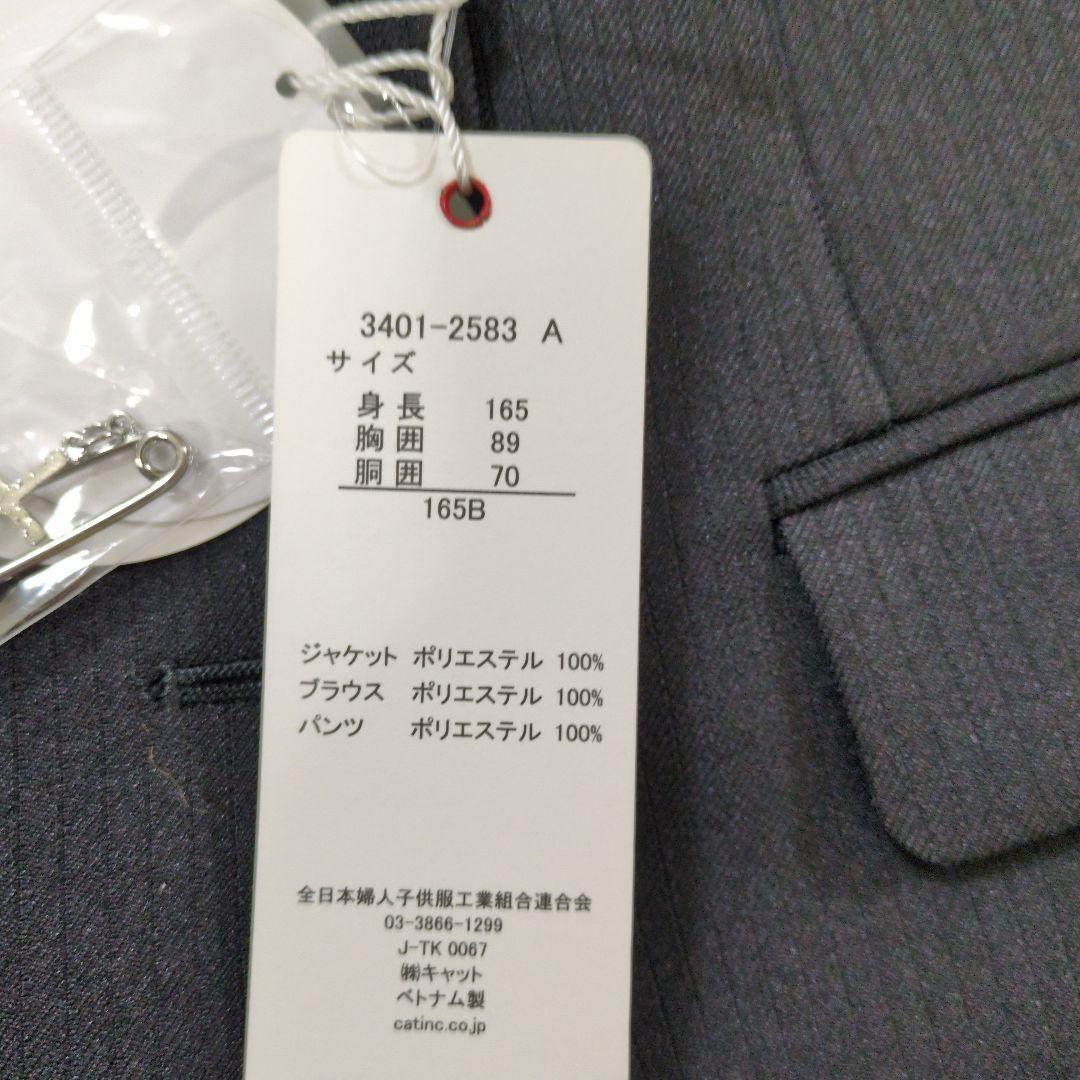 3401-2583 A
サイズ
身長 165
胸囲 89
胴囲 70
165B
ジャケット ポリエステル 100%
ブラウス ポリエステル 100%
パンツ ポリエステル 100%
全日本婦人子供服工業組合連合会
03-3866-1299
J-TK 0067
㈱キャット
ベトナム製
catinc.co.jp